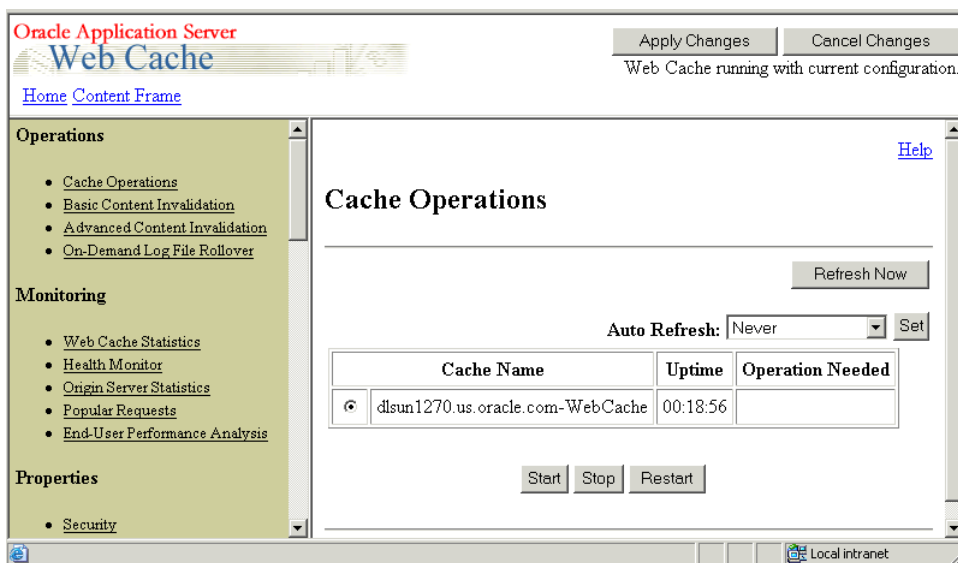 Oracle Application Server
Web Cache
Apply Changes Cancel Changes
Web Cache running with current configuration.
Home Content Frame
Operations
Cache Operations
Basic Content Invalidation
Advanced Content Invalidation
On-Demand Log File Rollover
Monitoring
Web Cache Statistics
Health Monitor
Origin Server Statistics
Popular Requests
End-User Performance Analysis
Properties
Security
Help
Cache Operations
Refresh Now
Auto Refresh: Never Set
Cache Name Uptime Operation Needed
dlsun1270.us.oracle.com-WebCache 00:18:56
Start Stop Restart
Local intranet